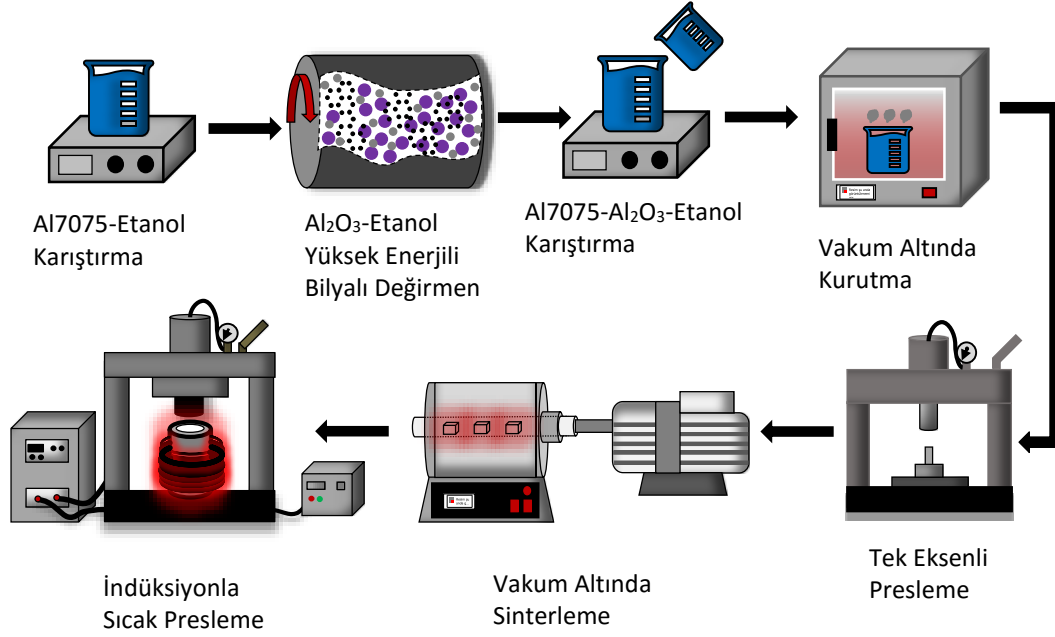 Al7075-Etanol
Karıştırma
Al₂O₃-Etanol
Yüksek Enerjili
Bilyalı Değirmen
Al7075-Al₂O₃-Etanol
Karıştırma
Vakum Altında
Kurutma
Tek Eksenli
Presleme
Vakum Altında
Sinterleme
İndüksiyonla
Sıcak Presleme